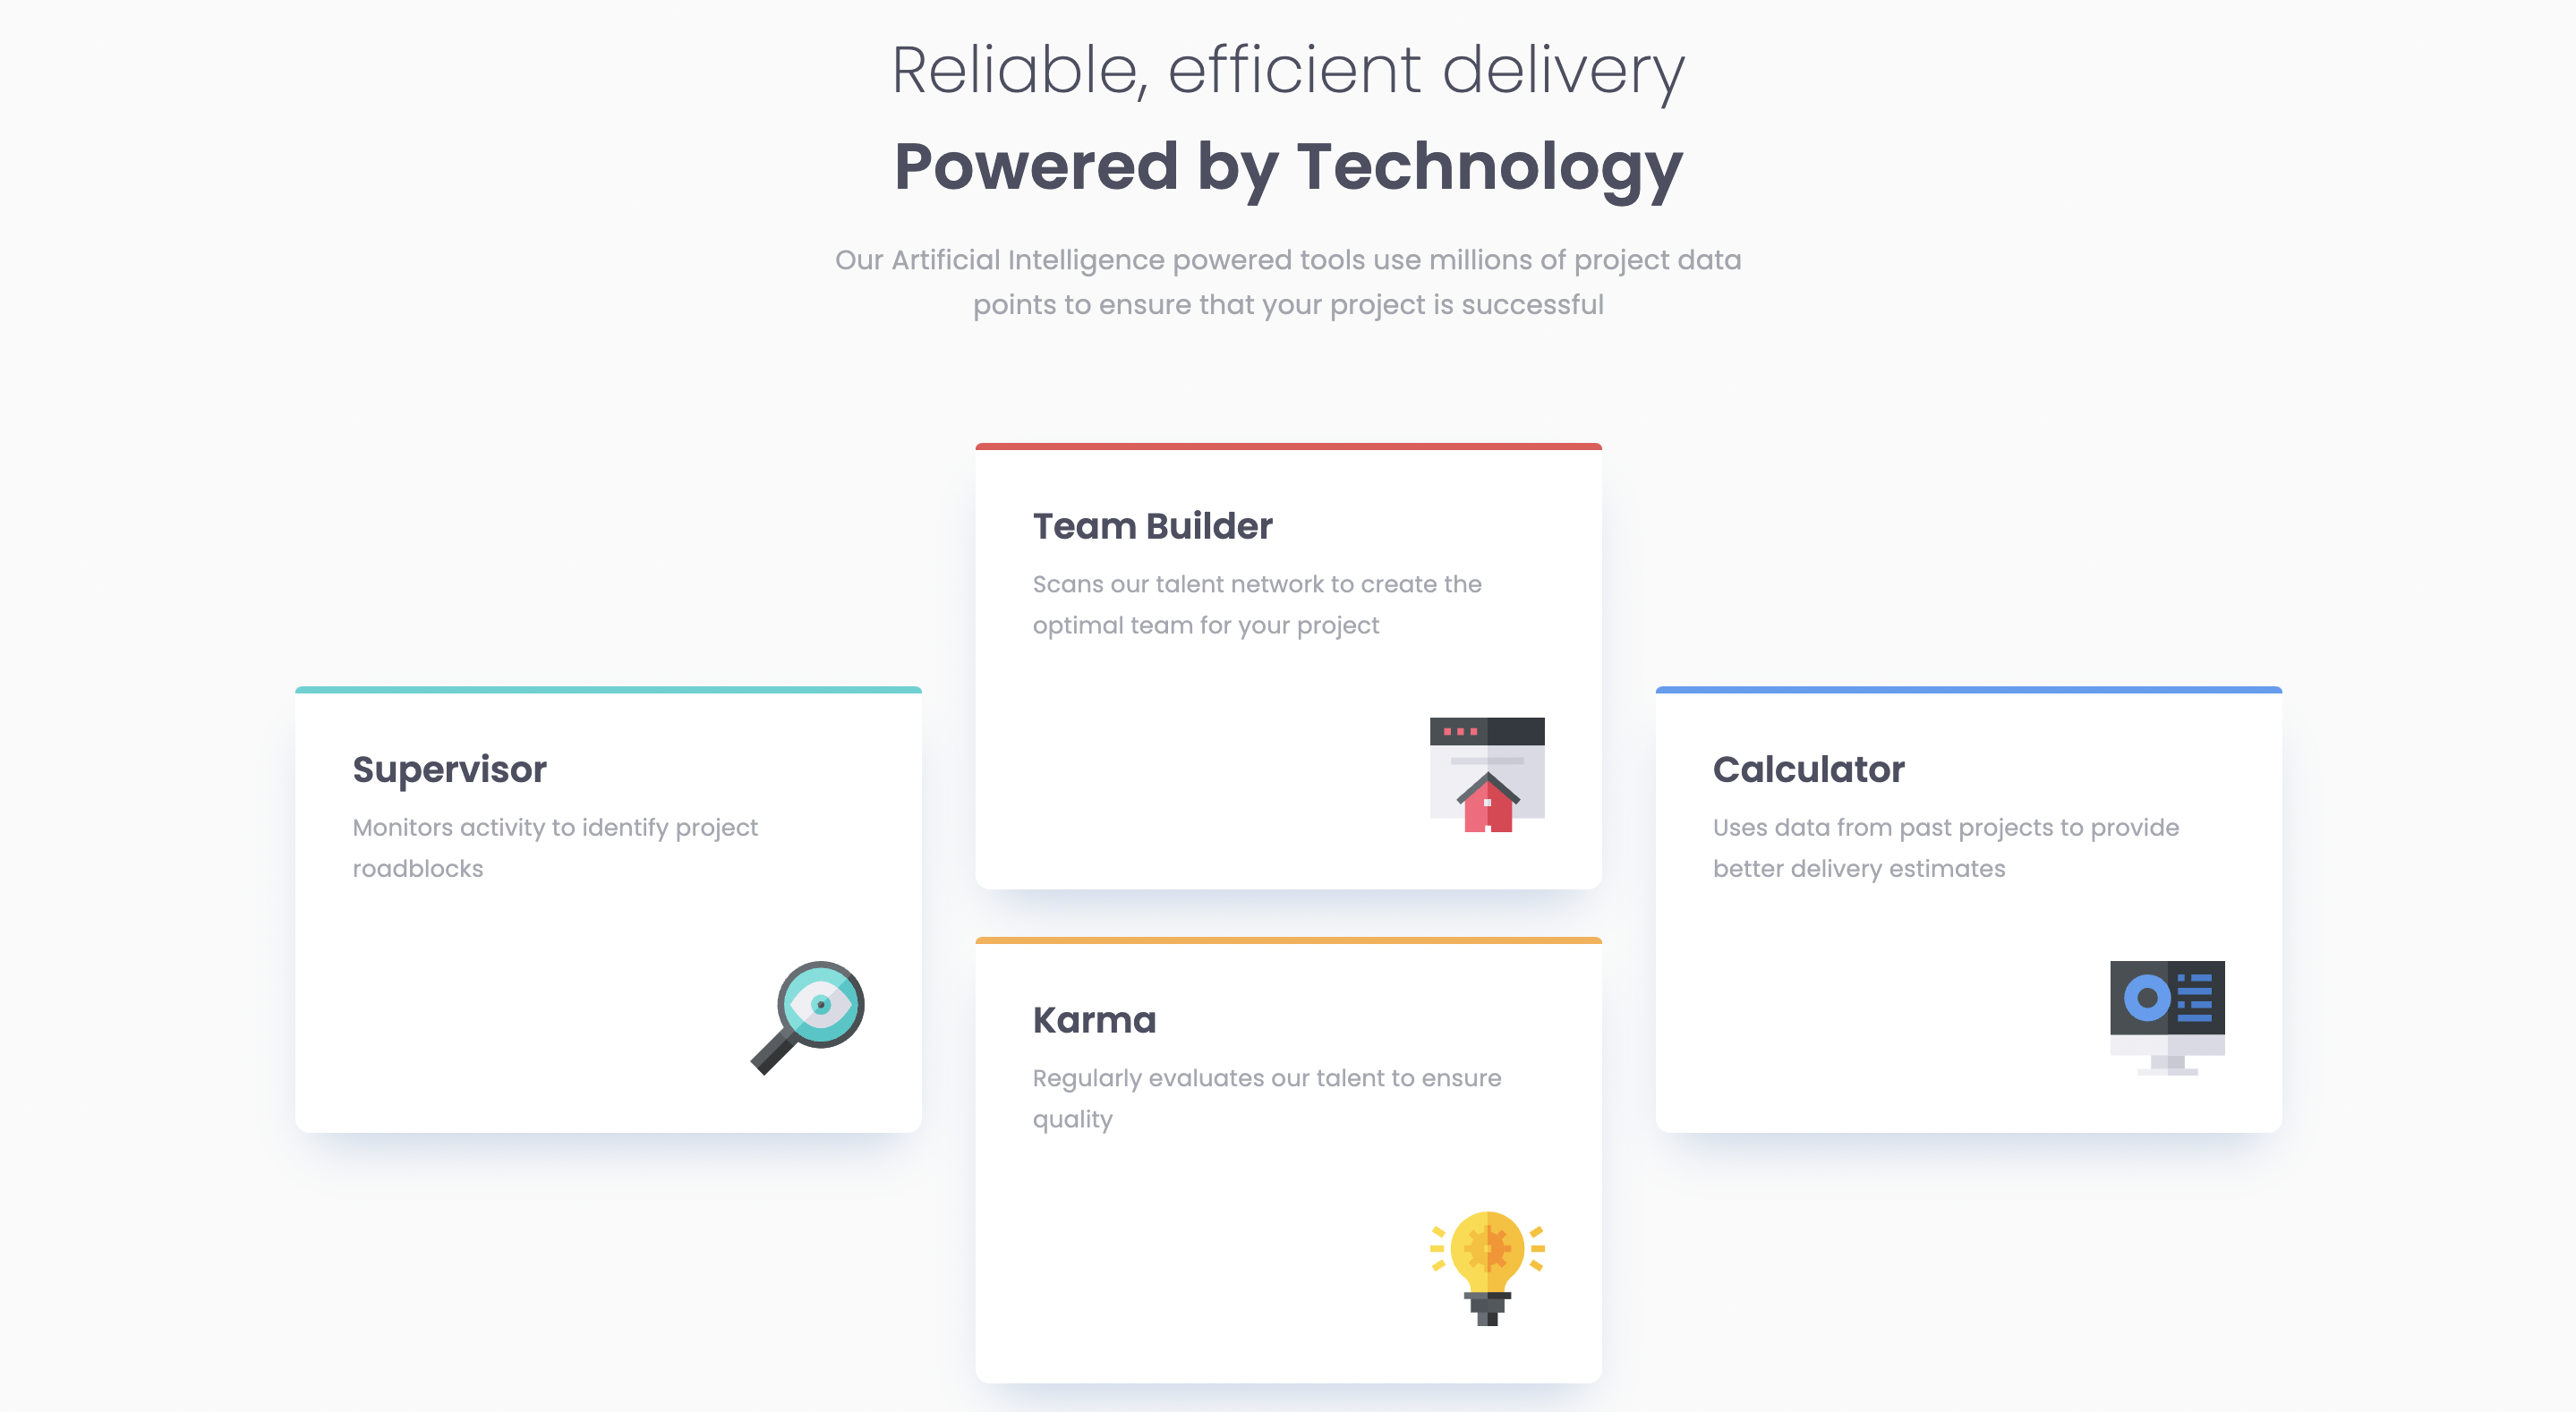 Reliable, efficient delivery
Powered by Technology
Our Artificial Intelligence powered tools use millions of project data
points to ensure that your project is successful
Team Builder
Scans our talent network to create the
optimal team for your project
Supervisor
Monitors activity to identify project
roadblocks
Calculator
Uses data from past projects to provide
better delivery estimates
Karma
Regularly evaluates our talent to ensure
quality